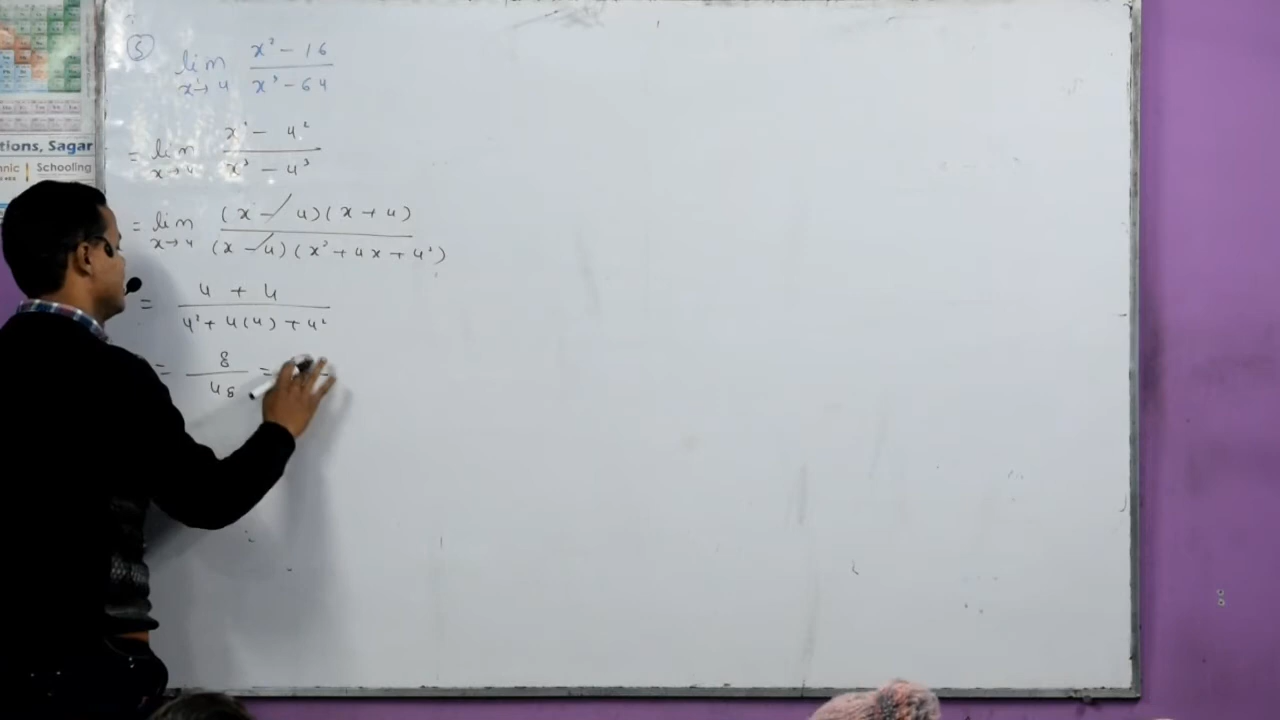 tions, Sagar
nic | Schooling
⑤ lim x→4 (x² - 16)/(x³ - 64)
= lim x→4 (x² - 4²)/(x³ - 4³)
= lim x→4 ((x - 4)(x + 4))/((x - 4)(x² + 4x + 4²))
= (4 + 4)/(4² + 4(4) + 4²)
= 8/48 =